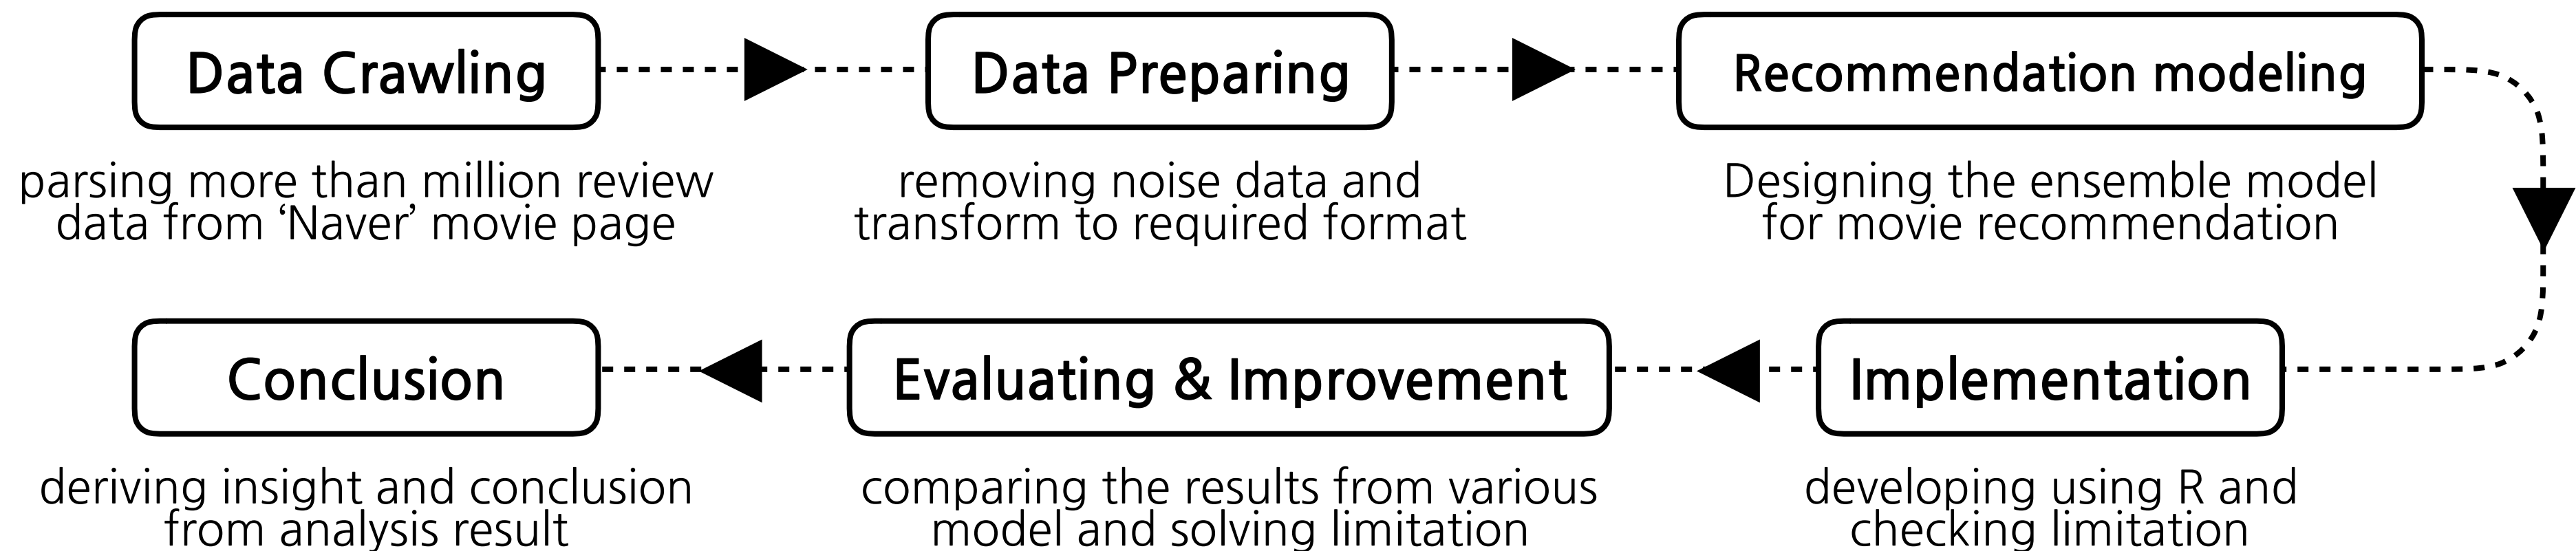 Data Crawling
parsing more than million review
data from ‘Naver’ movie page
Data Preparing
removing noise data and
transform to required format
Recommendation modeling
Designing the ensemble model
for movie recommendation
Implementation
developing using R and
checking limitation
Evaluating & Improvement
comparing the results from various
model and solving limitation
Conclusion
deriving insight and conclusion
from analysis result